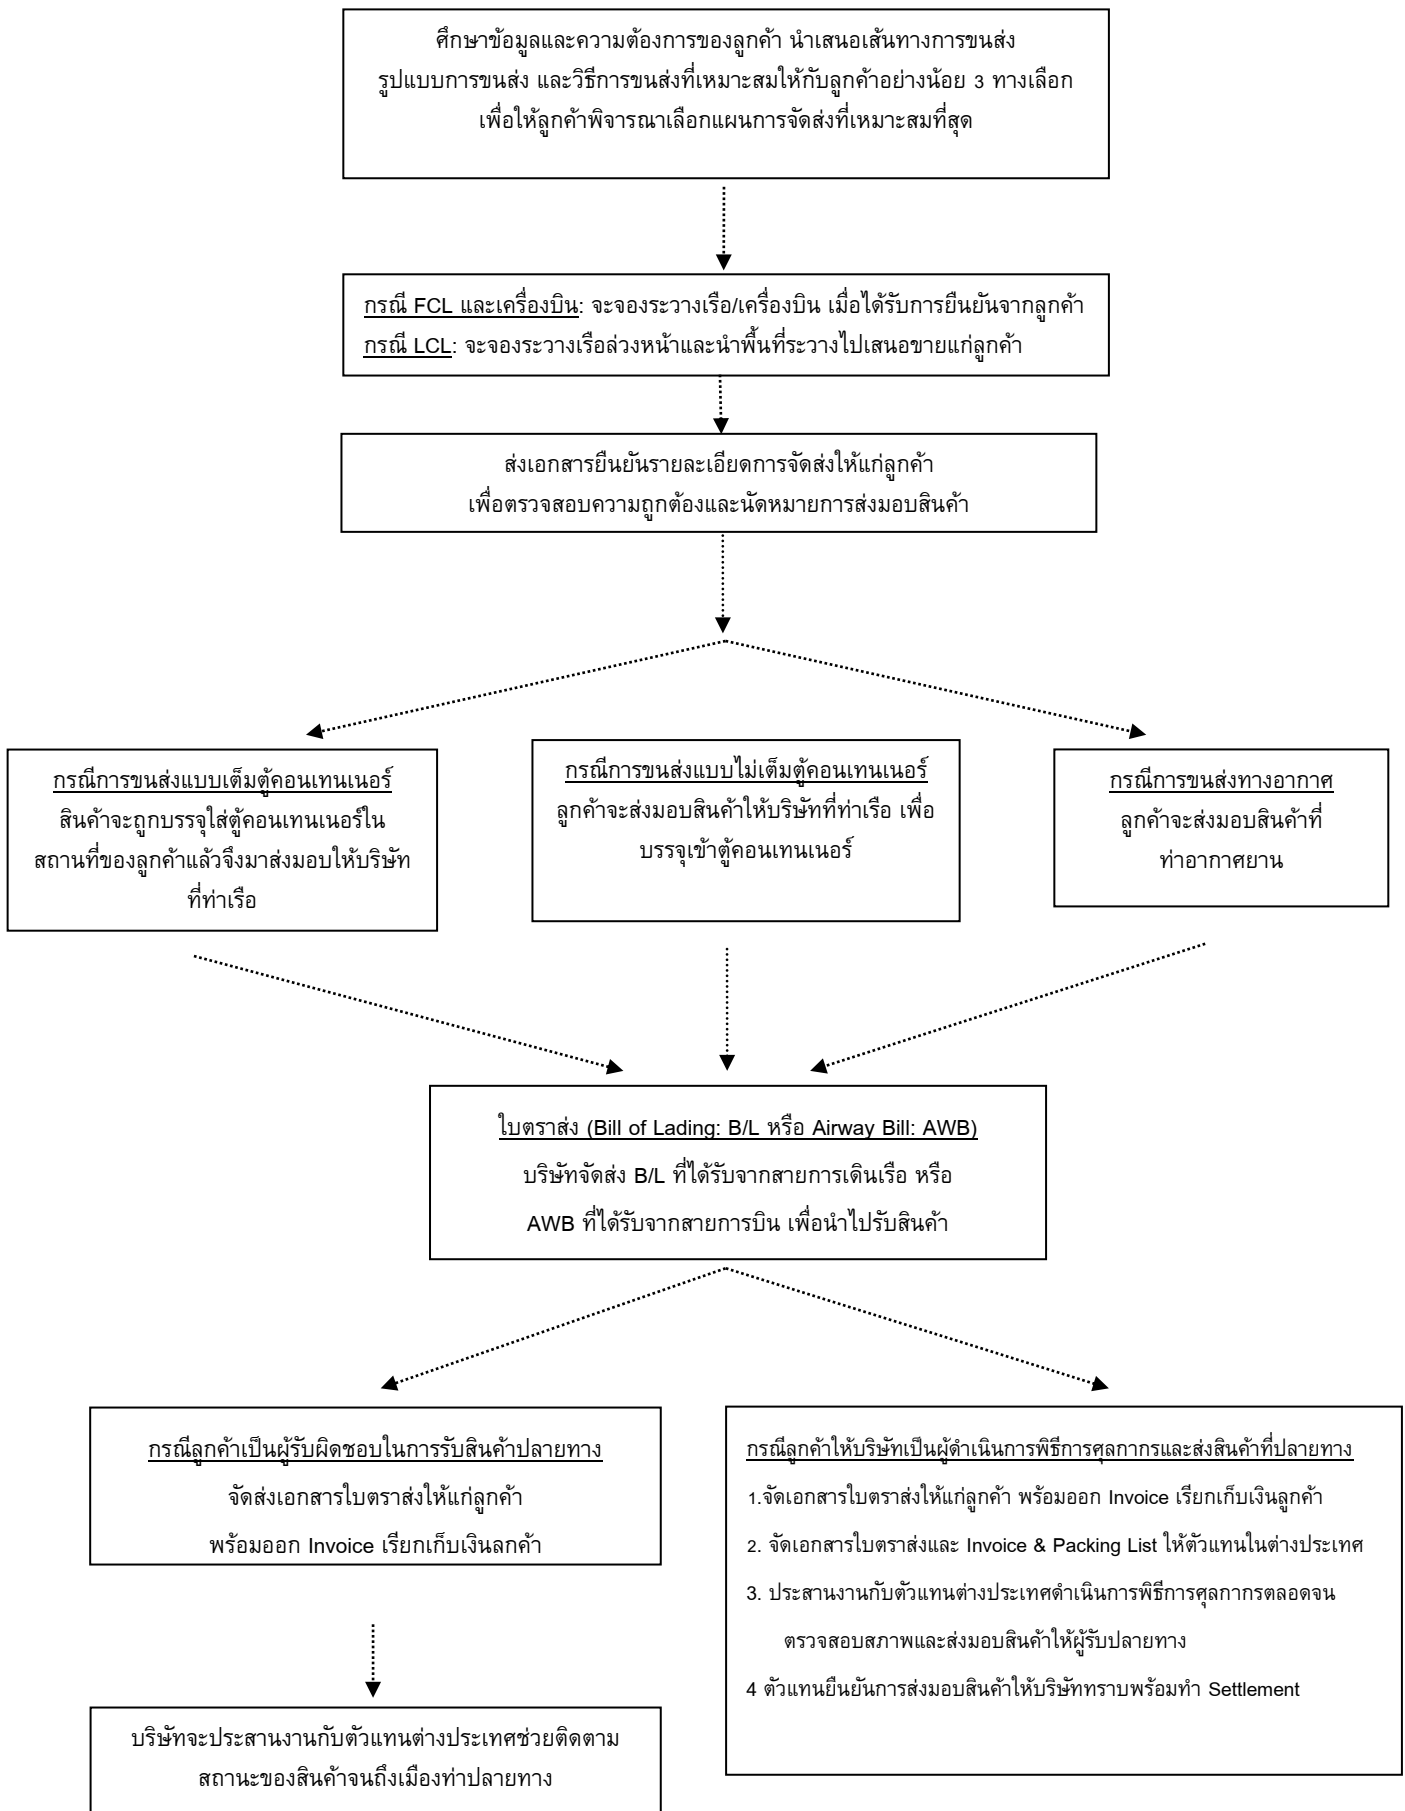 ศึกษาข้อมูลและความต้องการของลูกค้า นำเสนอเส้นทางการขนส่ง
รูปแบบการขนส่ง และวิธีการขนส่งที่เหมาะสมให้กับลูกค้าอย่างน้อย 3 ทางเลือก
เพื่อให้ลูกค้าพิจารณาเลือกแผนการจัดส่งที่เหมาะสมที่สุด
กรณี FCL และเครื่องบิน: จะจองระวางเรือ/เครื่องบิน เมื่อได้รับการยืนยันจากลูกค้า
กรณี LCL: จะจองระวางเรือล่วงหน้าและนำพื้นที่ระวางไปเสนอขายแก่ลูกค้า
ส่งเอกสารยืนยันรายละเอียดการจัดส่งให้แก่ลูกค้า
เพื่อตรวจสอบความถูกต้องและนัดหมายการส่งมอบสินค้า
กรณีการขนส่งแบบเต็มตู้คอนเทนเนอร์
สินค้าจะถูกบรรจุใส่ตู้คอนเทนเนอร์ใน
สถานที่ของลูกค้าแล้วจึงมาส่งมอบให้บริษัท
ที่ท่าเรือ
กรณีการขนส่งแบบไม่เต็มตู้คอนเทนเนอร์
ลูกค้าจะส่งมอบสินค้าให้บริษัทที่ท่าเรือ เพื่อ
บรรจุเข้าตู้คอนเทนเนอร์
กรณีการขนส่งทางอากาศ
ลูกค้าจะส่งมอบสินค้าที่
ท่าอากาศยาน
ใบตราส่ง (Bill of Lading: B/L หรือ Airway Bill: AWB)
บริษัทจัดส่ง B/L ที่ได้รับจากสายการเดินเรือ หรือ
AWB ที่ได้รับจากสายการบิน เพื่อนำไปรับสินค้า
กรณีลูกค้าเป็นผู้รับผิดชอบในการรับสินค้าปลายทาง
จัดส่งเอกสารใบตราส่งให้แก่ลูกค้า
พร้อมออก Invoice เรียกเก็บเงินลกค้า
กรณีลูกค้าให้บริษัทเป็นผู้ดำเนินการพิธีการศุลกากรและส่งสินค้าที่ปลายทาง
1.จัดเอกสารใบตราส่งให้แก่ลูกค้า พร้อมออก Invoice เรียกเก็บเงินลูกค้า
2. จัดเอกสารใบตราส่งและ Invoice & Packing List ให้ตัวแทนในต่างประเทศ
3. ประสานงานกับตัวแทนต่างประเทศดำเนินการพิธีการศุลกากรตลอดจน
ตรวจสอบสภาพและส่งมอบสินค้าให้ผู้รับปลายทาง
4 ตัวแทนยืนยันการส่งมอบสินค้าให้บริษัททราบพร้อมทำ Settlement
บริษัทจะประสานงานกับตัวแทนต่างประเทศช่วยติดตาม
สถานะของสินค้าจนถึงเมืองท่าปลายทาง